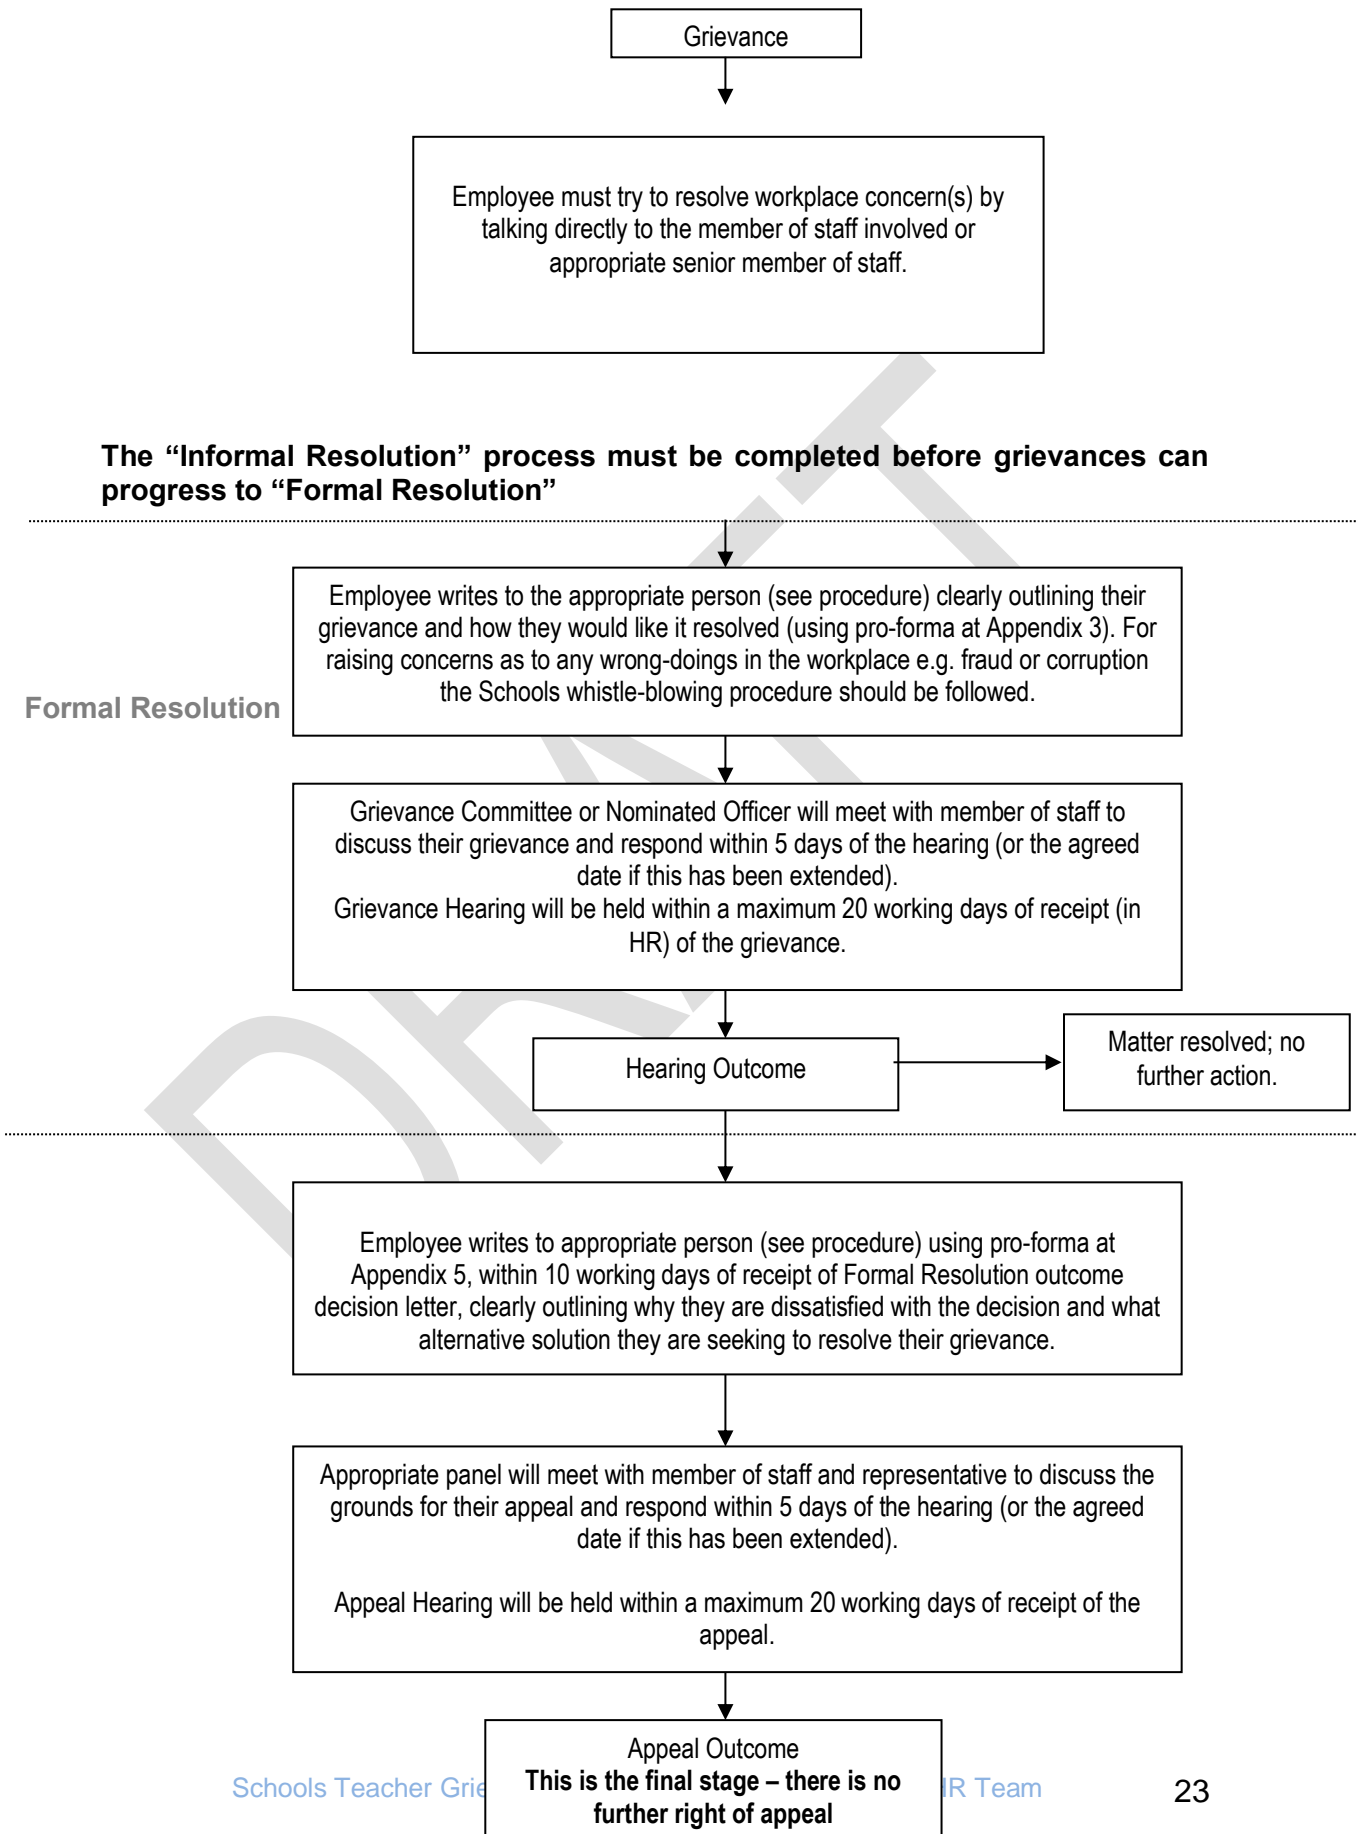 Grievance
Employee must try to resolve workplace concern(s) by
talking directly to the member of staff involved or
appropriate senior member of staff.
The “Informal Resolution” process must be completed before grievances can
progress to “Formal Resolution”
Employee writes to the appropriate person (see procedure) clearly outlining their
grievance and how they would like it resolved (using pro-forma at Appendix 3). For
raising concerns as to any wrong-doings in the workplace e.g. fraud or corruption
the Schools whistle-blowing procedure should be followed.
Formal Resolution
Grievance Committee or Nominated Officer will meet with member of staff to
discuss their grievance and respond within 5 days of the hearing (or the agreed
date if this has been extended).
Grievance Hearing will be held within a maximum 20 working days of receipt (in
HR) of the grievance.
Hearing Outcome
Matter resolved; no
further action.
DRAFT
Employee writes to appropriate person (see procedure) using pro-forma at
Appendix 5, within 10 working days of receipt of Formal Resolution outcome
decision letter, clearly outlining why they are dissatisfied with the decision and what
alternative solution they are seeking to resolve their grievance.
Appropriate panel will meet with member of staff and representative to discuss the
grounds for their appeal and respond within 5 days of the hearing (or the agreed
date if this has been extended).
Appeal Hearing will be held within a maximum 20 working days of receipt of the
appeal.
Appeal Outcome
This is the final stage – there is no
further right of appeal
Schools Teacher Team
23